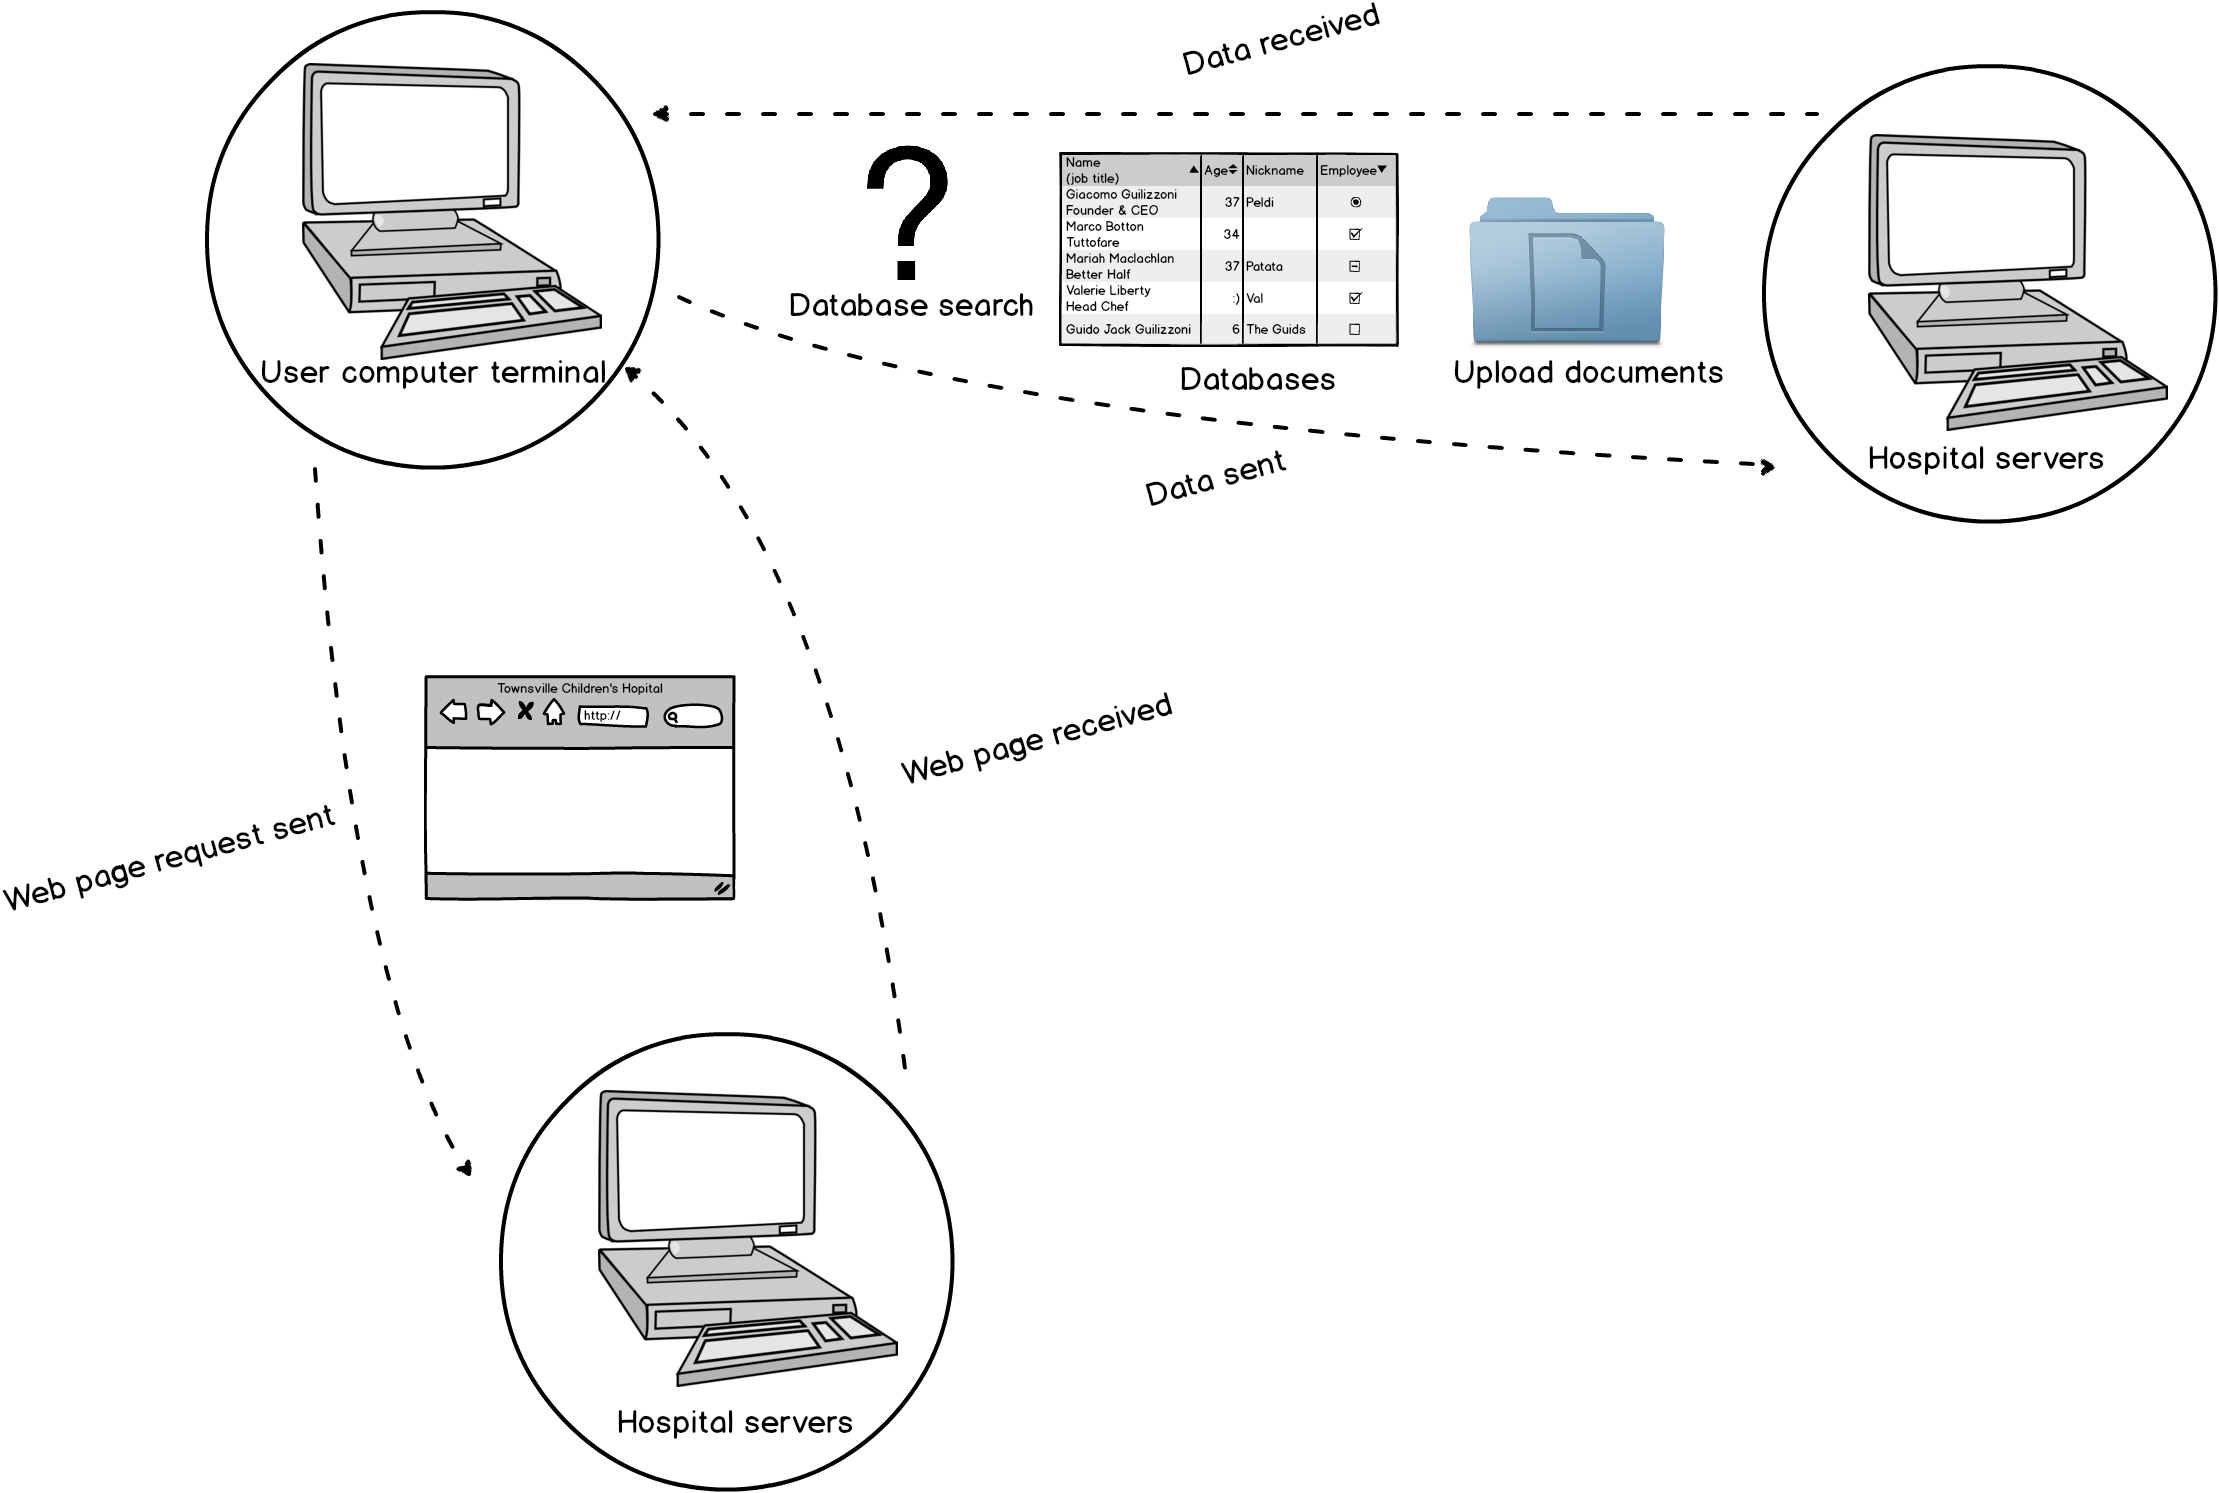 Data received
Name
(job title)
Age
Nickname
Employee
Giacomo Guilizzoni
Founder & CEO
37
Peldi
Marco Botton
Tuttofare
34
Mariah Maclachlan
Better Half
37
Patata
Valerie Liberty
Head Chef
:)
Val
Guido Jack Guilizzoni
6
The Guids
?
Database search
Databases
Upload documents
User computer terminal
Hospital servers
Data sent
Townsville Children's Hopital
http://
Web page received
Web page request sent
Hospital servers